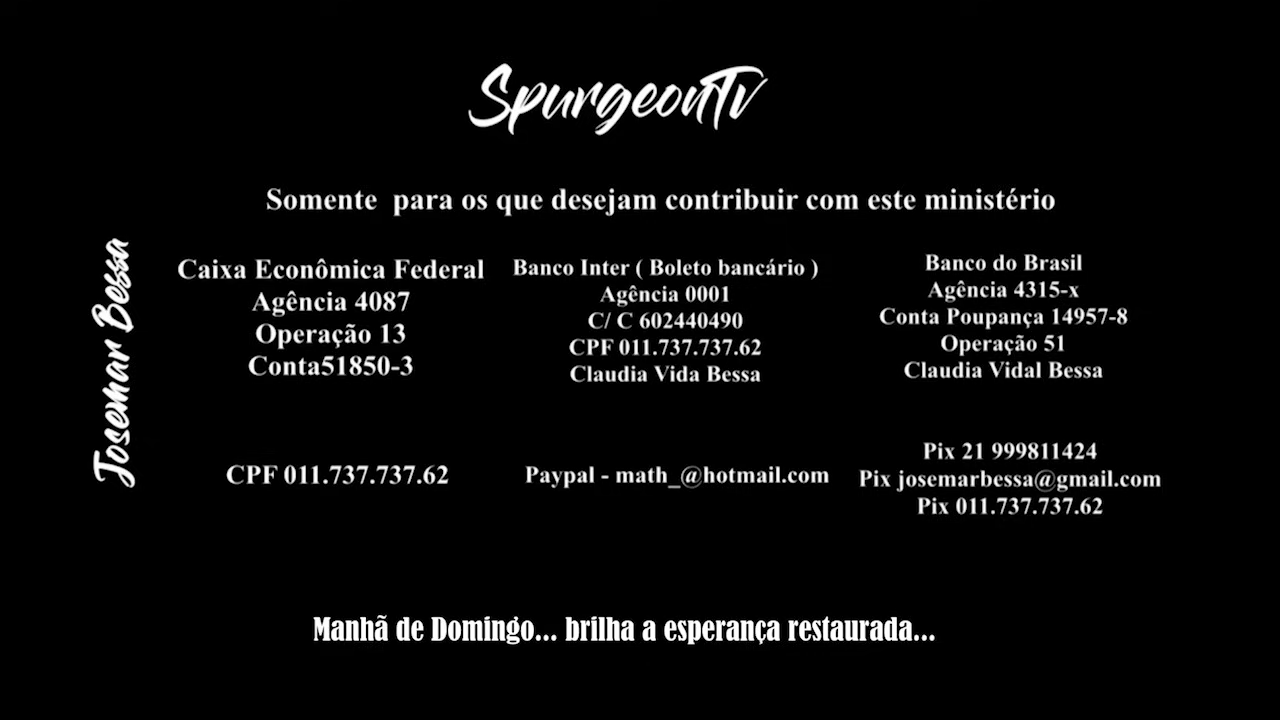 SpurgeonTv
Somente para os que desejam contribuir com este ministério
Josemar Bessa
Caixa Econômica Federal
Agência 4087
Operação 13
Conta51850-3
CPF 011.737.737.62
Banco Inter ( Boleto bancário )
Agência 0001
C/ C 602440490
CPF 011.737.737.62
Claudia Vida Bessa
Paypal - math_@hotmail.com
Banco do Brasil
Agência 4315-x
Conta Poupança 14957-8
Operação 51
Claudia Vidal Bessa
Pix 21 999811424
Pix josemarbessa@gmail.com
Pix 011.737.737.62
Manhã de Domingo... brilha a esperança restaurada...